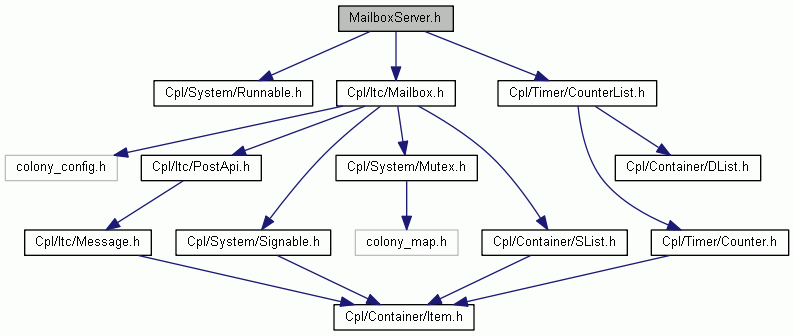 MailboxServer.h
Cpl/System/Runnable.h
Cpl/Itc/Mailbox.h
Cpl/Timer/CounterList.h
colony_config.h
Cpl/Itc/PostApi.h
Cpl/System/Mutex.h
Cpl/Container/DList.h
Cpl/Itc/Message.h
Cpl/System/Signable.h
colony_map.h
Cpl/Container/SList.h
Cpl/Timer/Counter.h
Cpl/Container/Item.h